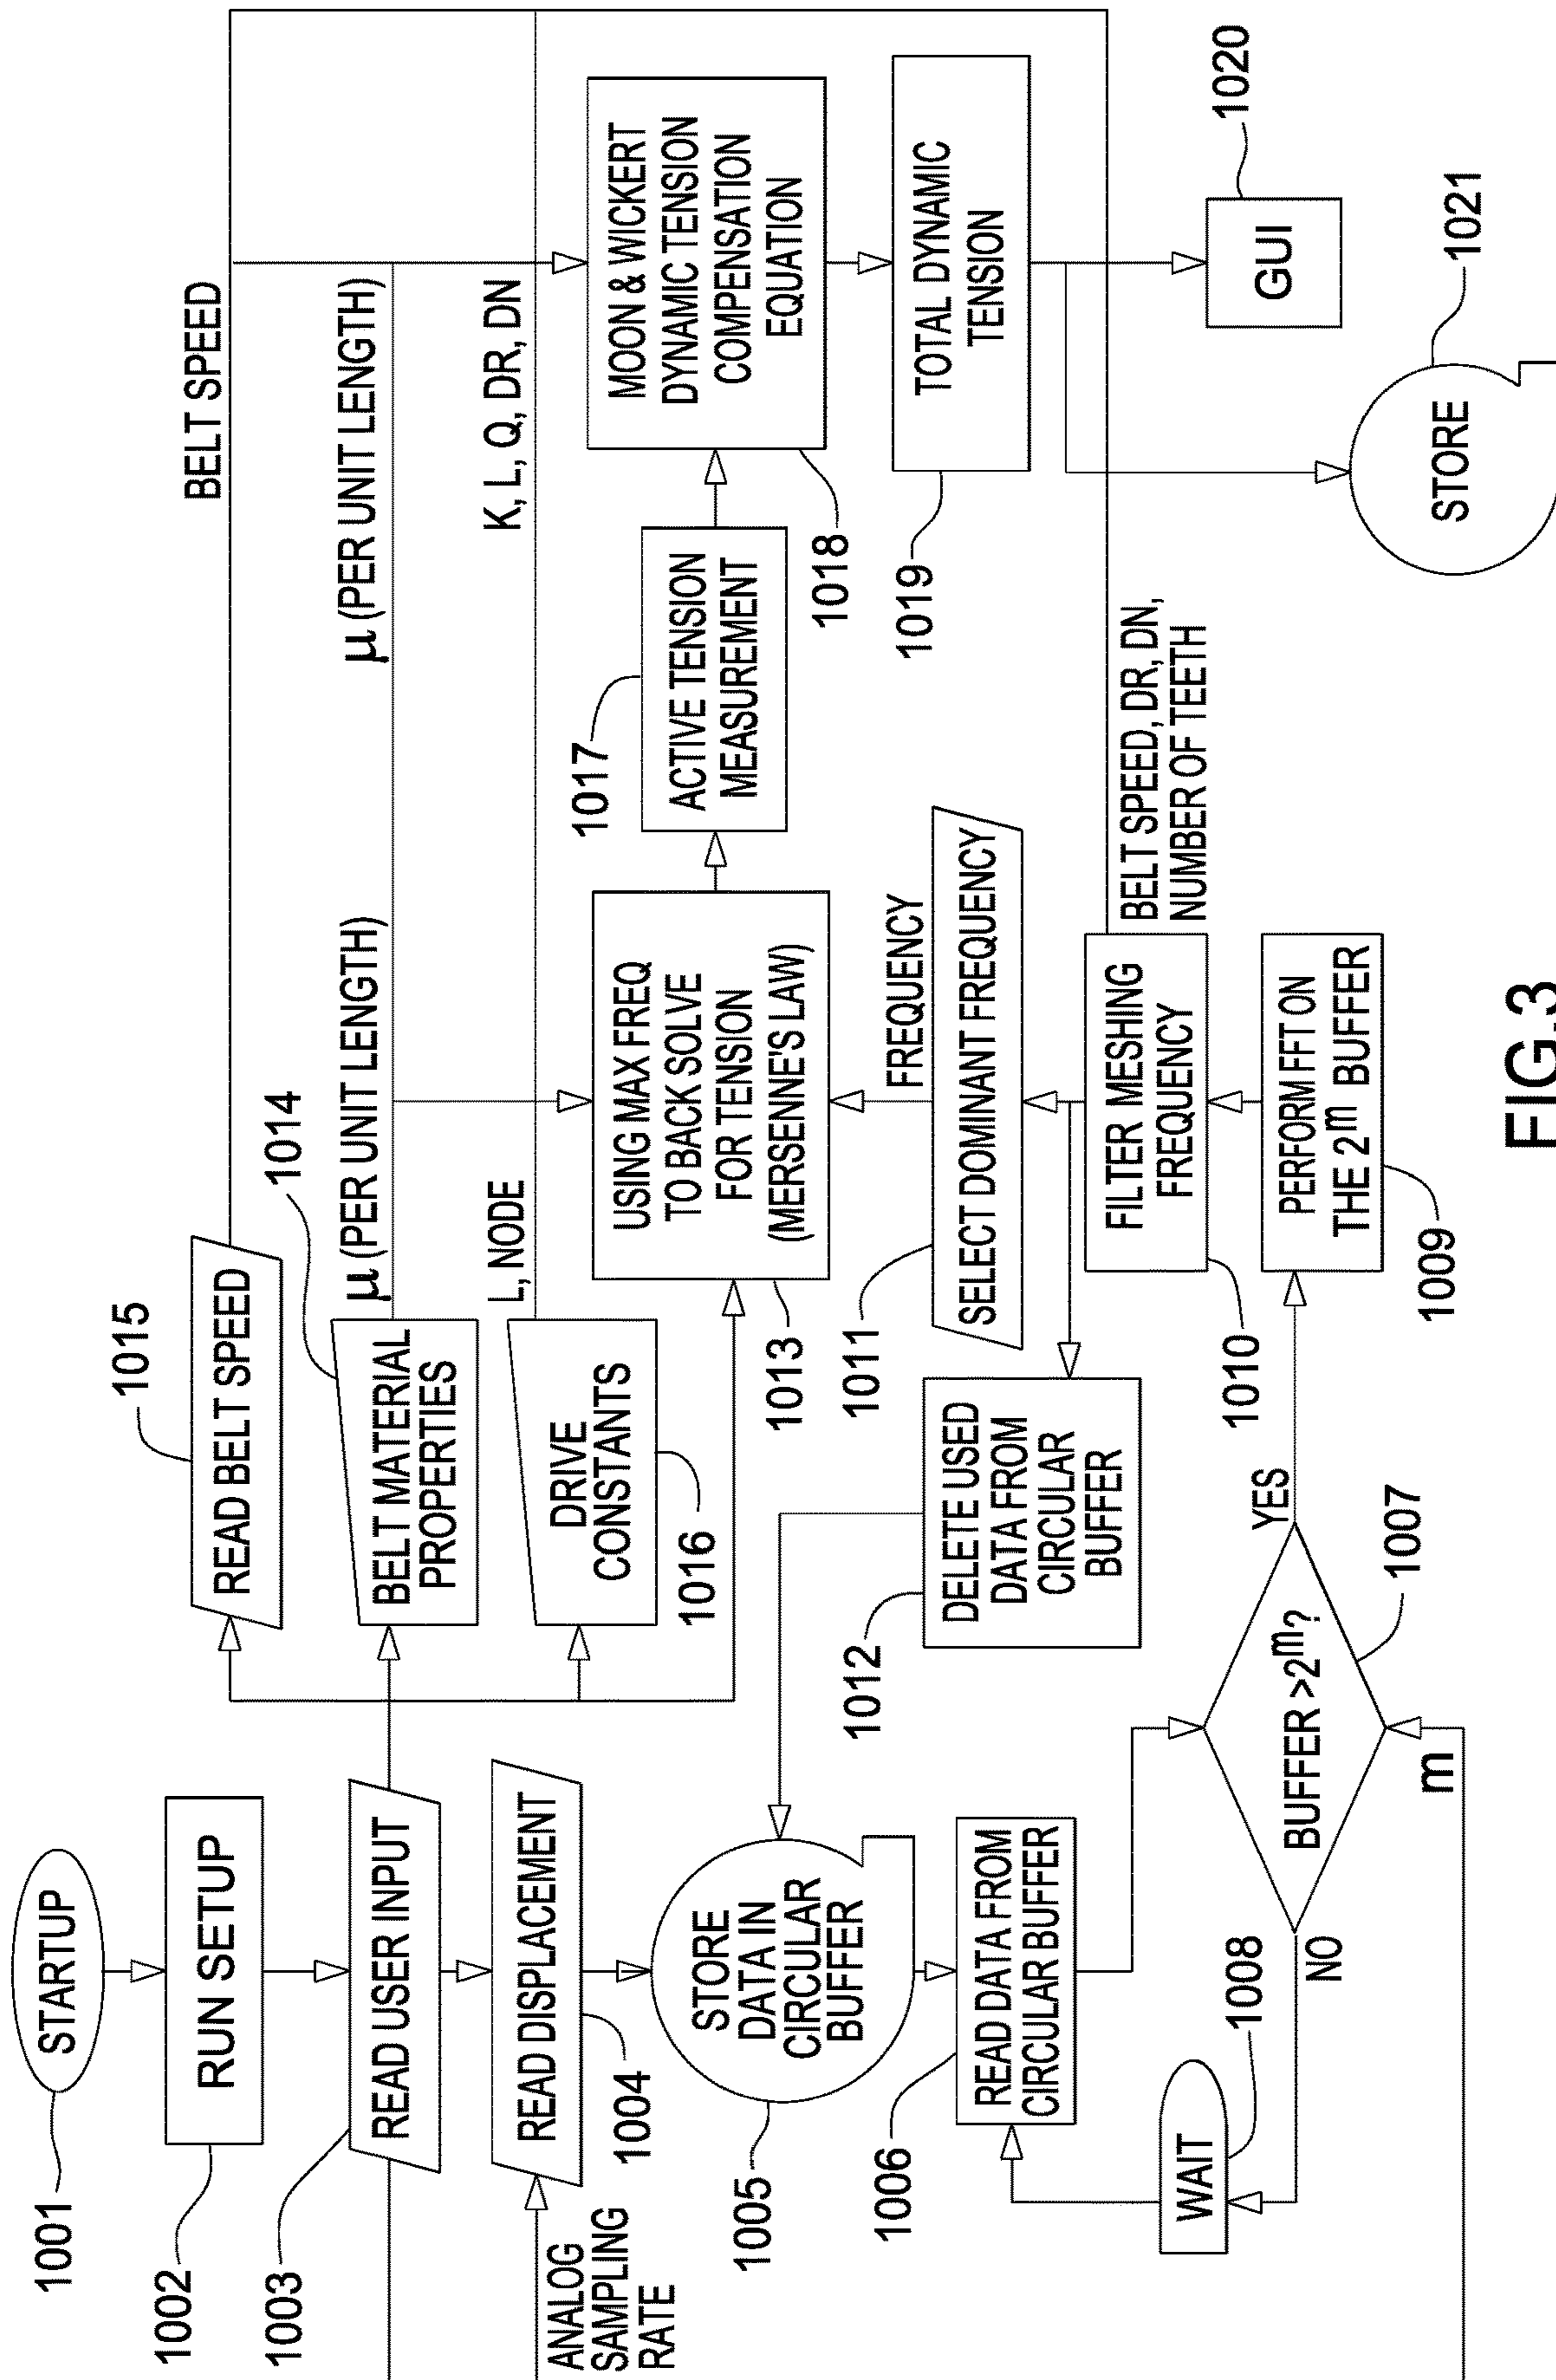 1001
STARTUP
1002
RUN SETUP
1003
READ USER INPUT
ANALOG
SAMPLING
RATE
READ DISPLACEMENT
1004
1005
STORE
DATA IN
CIRCULAR
BUFFER
1006
READ DATA FROM
CIRCULAR BUFFER
WAIT
1008
NO
BUFFER >2ᵐ?
m
YES
1007
1015
READ BELT SPEED
1014
BELT MATERIAL
PROPERTIES
DRIVE
CONSTANTS
1016
1012
DELETE USED
DATA FROM
CIRCULAR
BUFFER
BELT SPEED
μ (PER UNIT LENGTH)
μ (PER UNIT LENGTH)
L, NODE
K, L, Q, DR, DN
USING MAX FREQ
TO BACK SOLVE
FOR TENSION
(MERSENNE'S LAW)
1013
1011
FREQUENCY
SELECT DOMINANT FREQUENCY
FILTER MESHING
FREQUENCY
1010
BELT SPEED, DR, DN,
NUMBER OF TEETH
PERFORM FFT ON
THE 2ᵐ BUFFER
1009
1017
ACTIVE TENSION
MEASUREMENT
MOON & WICKERT
DYNAMIC TENSION
COMPENSATION
EQUATION
1018
TOTAL DYNAMIC
TENSION
1019
GUI
1020
STORE
1021
FIG.3